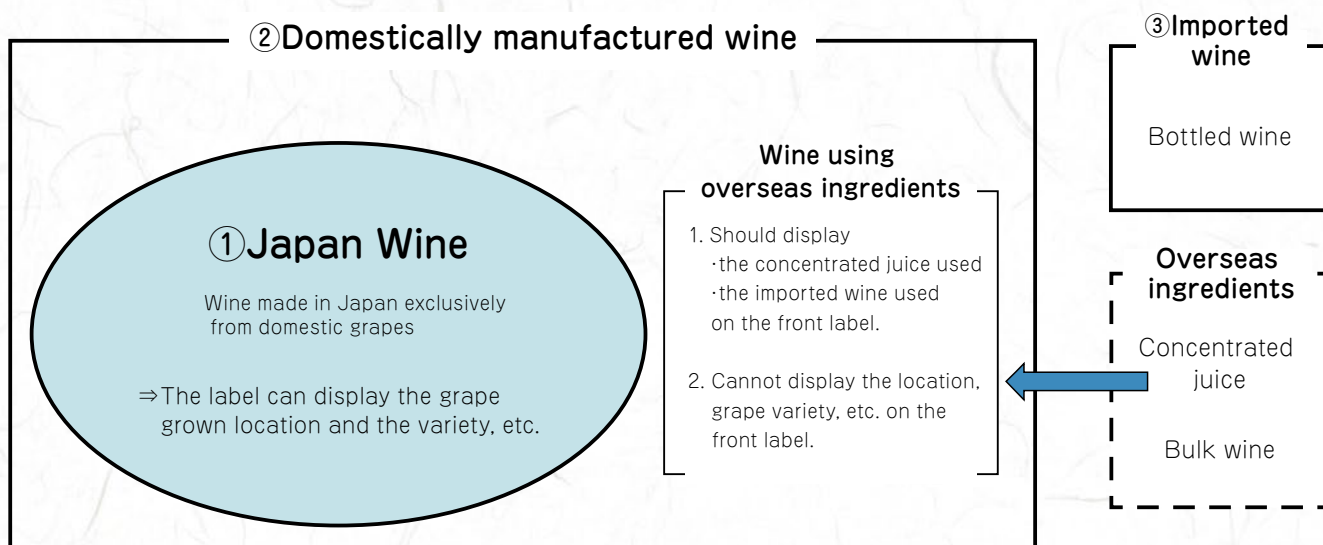 ②Domestically manufactured wine
①Japan Wine
Wine made in Japan exclusively
from domestic grapes
⇒The label can display the grape
grown location and the variety, etc.
Wine using
overseas ingredients
1. Should display
・the concentrated juice used
・the imported wine used
on the front label.
2. Cannot display the location,
grape variety, etc. on the
front label.
③Imported
wine
Bottled wine
Overseas
ingredients
Concentrated
juice
Bulk wine